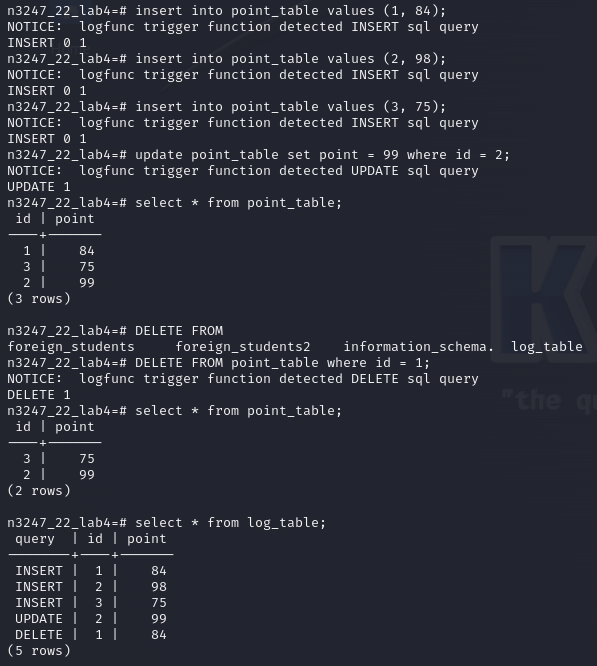 n3247_22_lab4=# insert into point_table values (1, 84);
NOTICE:  logfunc trigger function detected INSERT sql query
INSERT 0 1
n3247_22_lab4=# insert into point_table values (2, 98);
NOTICE:  logfunc trigger function detected INSERT sql query
INSERT 0 1
n3247_22_lab4=# insert into point_table values (3, 75);
NOTICE:  logfunc trigger function detected INSERT sql query
INSERT 0 1
n3247_22_lab4=# update point_table set point = 99 where id = 2;
NOTICE:  logfunc trigger function detected UPDATE sql query
UPDATE 1
n3247_22_lab4=# select * from point_table;
 id | point
----+-------
  1 |    84
  3 |    75
  2 |    99
(3 rows)

n3247_22_lab4=# DELETE FROM
foreign_students     foreign_students2    information_schema.  log_table
n3247_22_lab4=# DELETE FROM point_table where id = 1;
NOTICE:  logfunc trigger function detected DELETE sql query
DELETE 1
n3247_22_lab4=# select * from point_table;
 id | point
----+-------
  3 |    75
  2 |    99
(2 rows)

n3247_22_lab4=# select * from log_table;
 query  | id | point
--------+----+-------
 INSERT |  1 |    84
 INSERT |  2 |    98
 INSERT |  3 |    75
 UPDATE |  2 |    99
 DELETE |  1 |    84
(5 rows)
K
"the